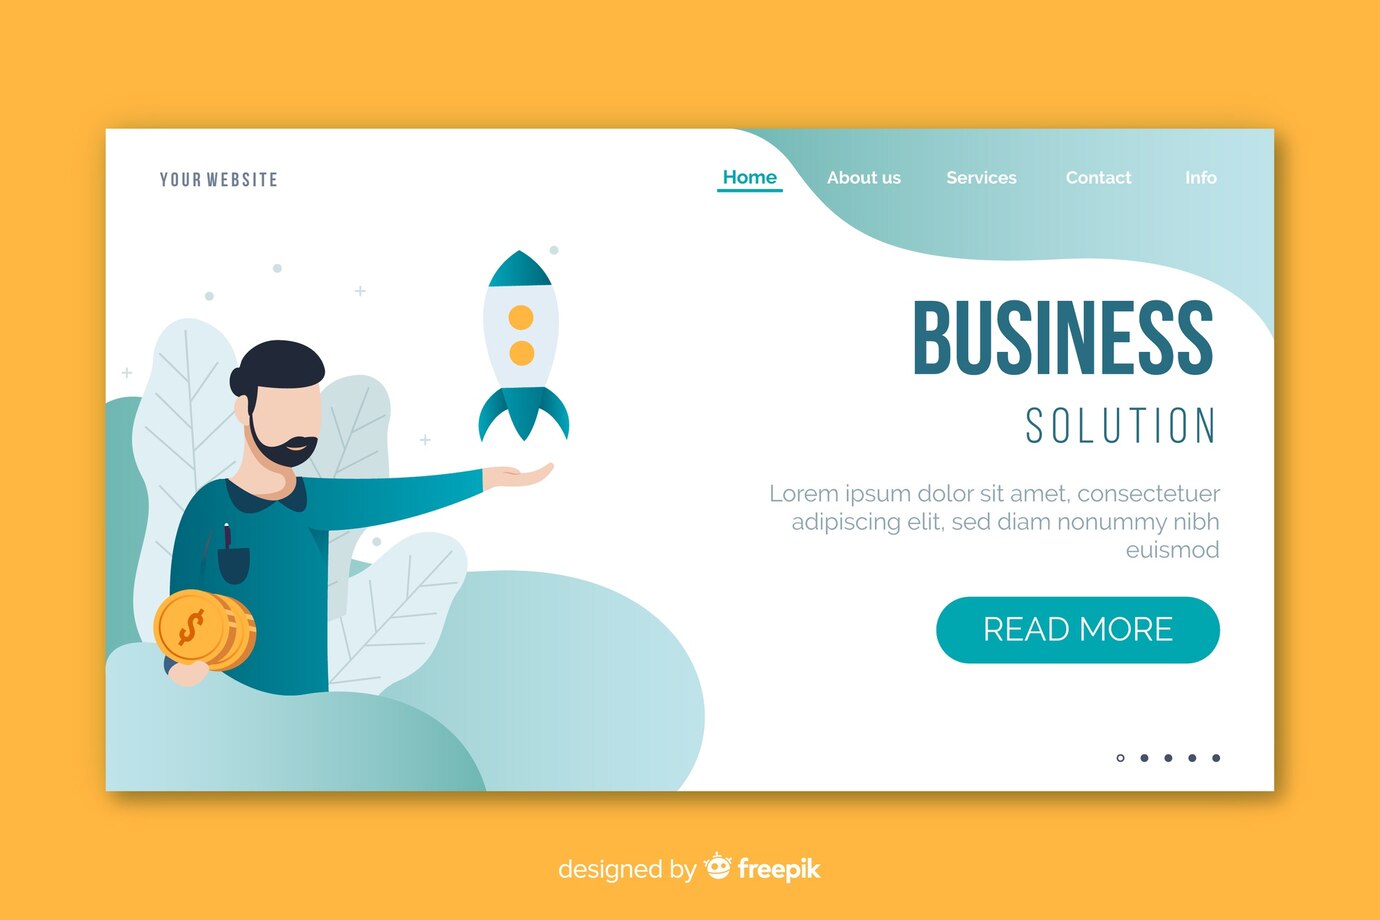 YOUR WEBSITE
Home About us Services Contact Info
BUSINESS
SOLUTION
Lorem ipsum dolor sit amet, consectetuer
adipiscing elit, sed diam nonummy nibh
euismod
READ MORE
$
designed by freepik